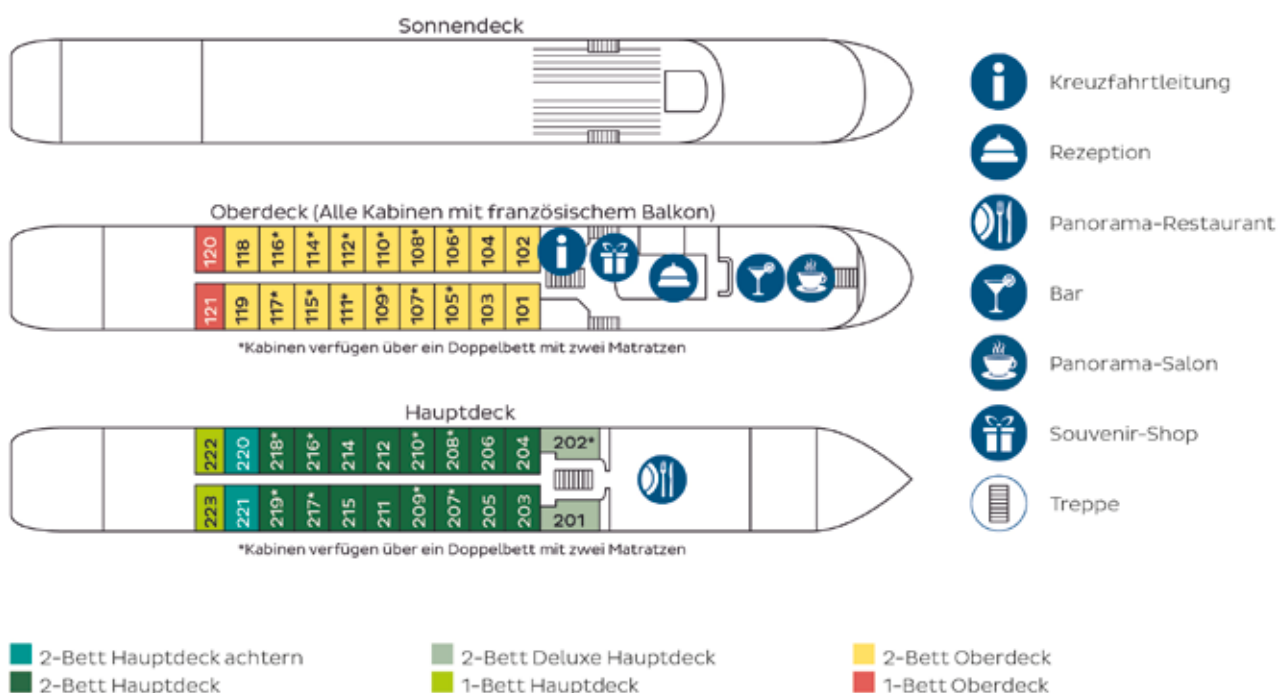 Sonnendeck
Kreuzfahrtleitung
Rezeption
Panorama-Restaurant
Bar
Panorama-Salon
Souvenir-Shop
Treppe
Oberdeck (Alle Kabinen mit französischem Balkon)
120 118 116* 114* 112* 110* 108* 106* 104 102
121 119 117* 115* 111* 109* 107* 105* 103 101
*Kabinen verfügen über ein Doppelbett mit zwei Matratzen
Hauptdeck
222 220 218* 216* 214 212 210* 208* 206 204 202*
223 221 219* 217* 215 211 209* 207* 205 203 201
*Kabinen verfügen über ein Doppelbett mit zwei Matratzen
2-Bett Hauptdeck achtern
2-Bett Hauptdeck
2-Bett Deluxe Hauptdeck
1-Bett Hauptdeck
2-Bett Oberdeck
1-Bett Oberdeck